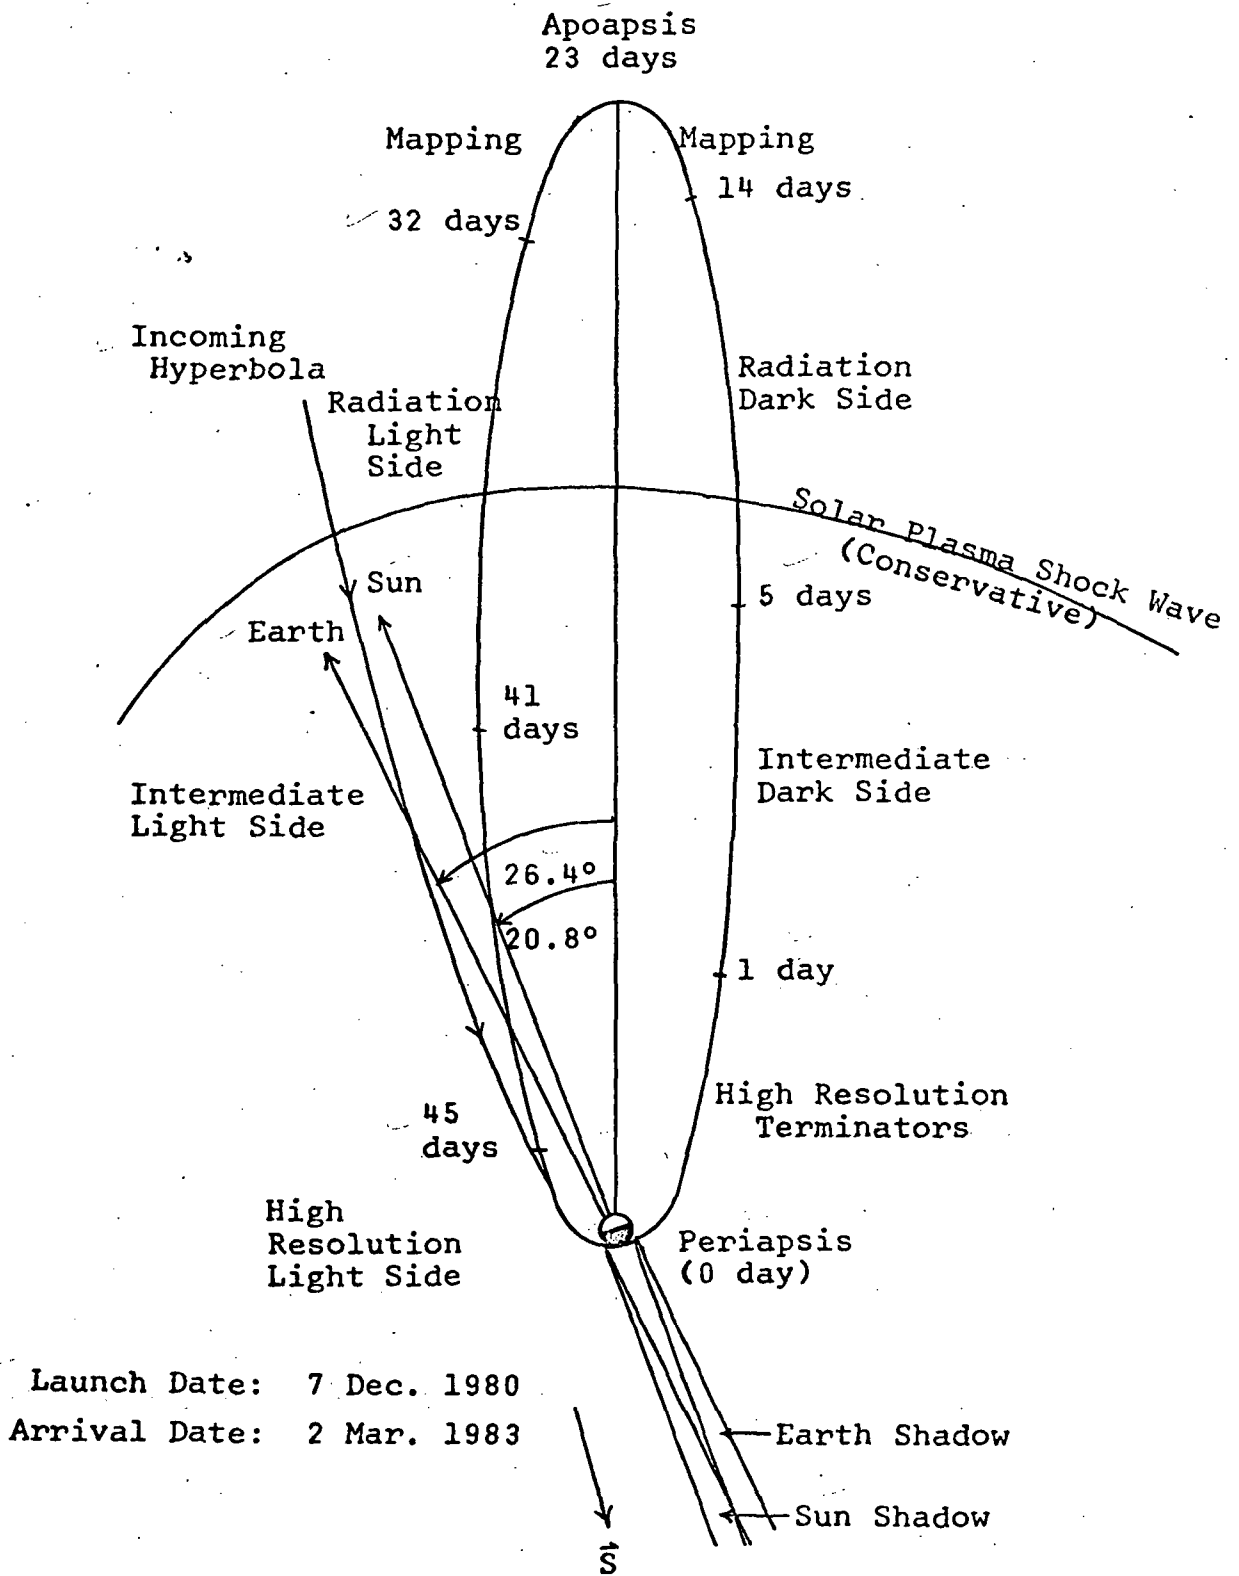 Apoapsis
23 days
Mapping
Mapping
14 days
32 days
Incoming
Hyperbola
Radiation
Light
Side
Radiation
Dark Side
Solar Plasma Shock Wave
(Conservative)
Sun
5 days
Earth
41
days
Intermediate
Dark Side
Intermediate
Light Side
26.4°
20.8°
1 day
High Resolution
Terminators
45
days
High
Resolution
Light Side
Periapsis
(0 day)
Launch Date: 7 Dec. 1980
Arrival Date: 2 Mar. 1983
Earth Shadow
Sun Shadow
S